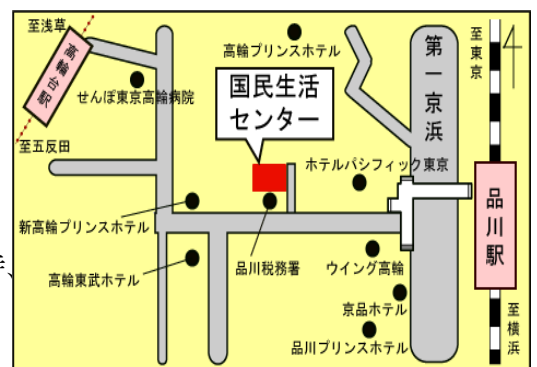 至浅草
高輪台駅
至五反田
せんぽ東京高輪病院
高輪プリンスホテル
国民生活
センター
第一京浜
至東京
ホテルパシフィック東京
品川駅
新高輪プリンスホテル
品川税務署
高輪東武ホテル
ウイング高輪
京品ホテル
品川プリンスホテル
至横浜